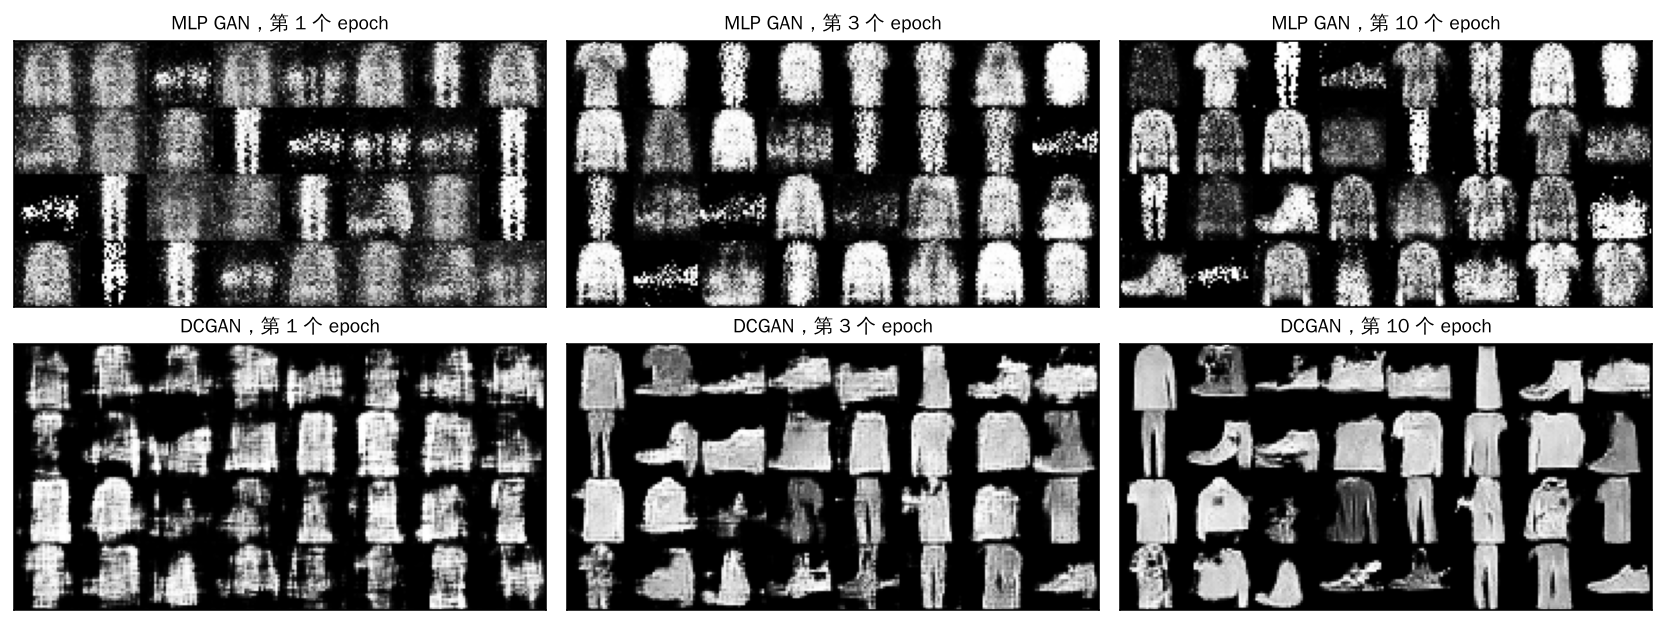 MLP GAN，第 1 个 epoch
MLP GAN，第 3 个 epoch
MLP GAN，第 10 个 epoch
DCGAN，第 1 个 epoch
DCGAN，第 3 个 epoch
DCGAN，第 10 个 epoch